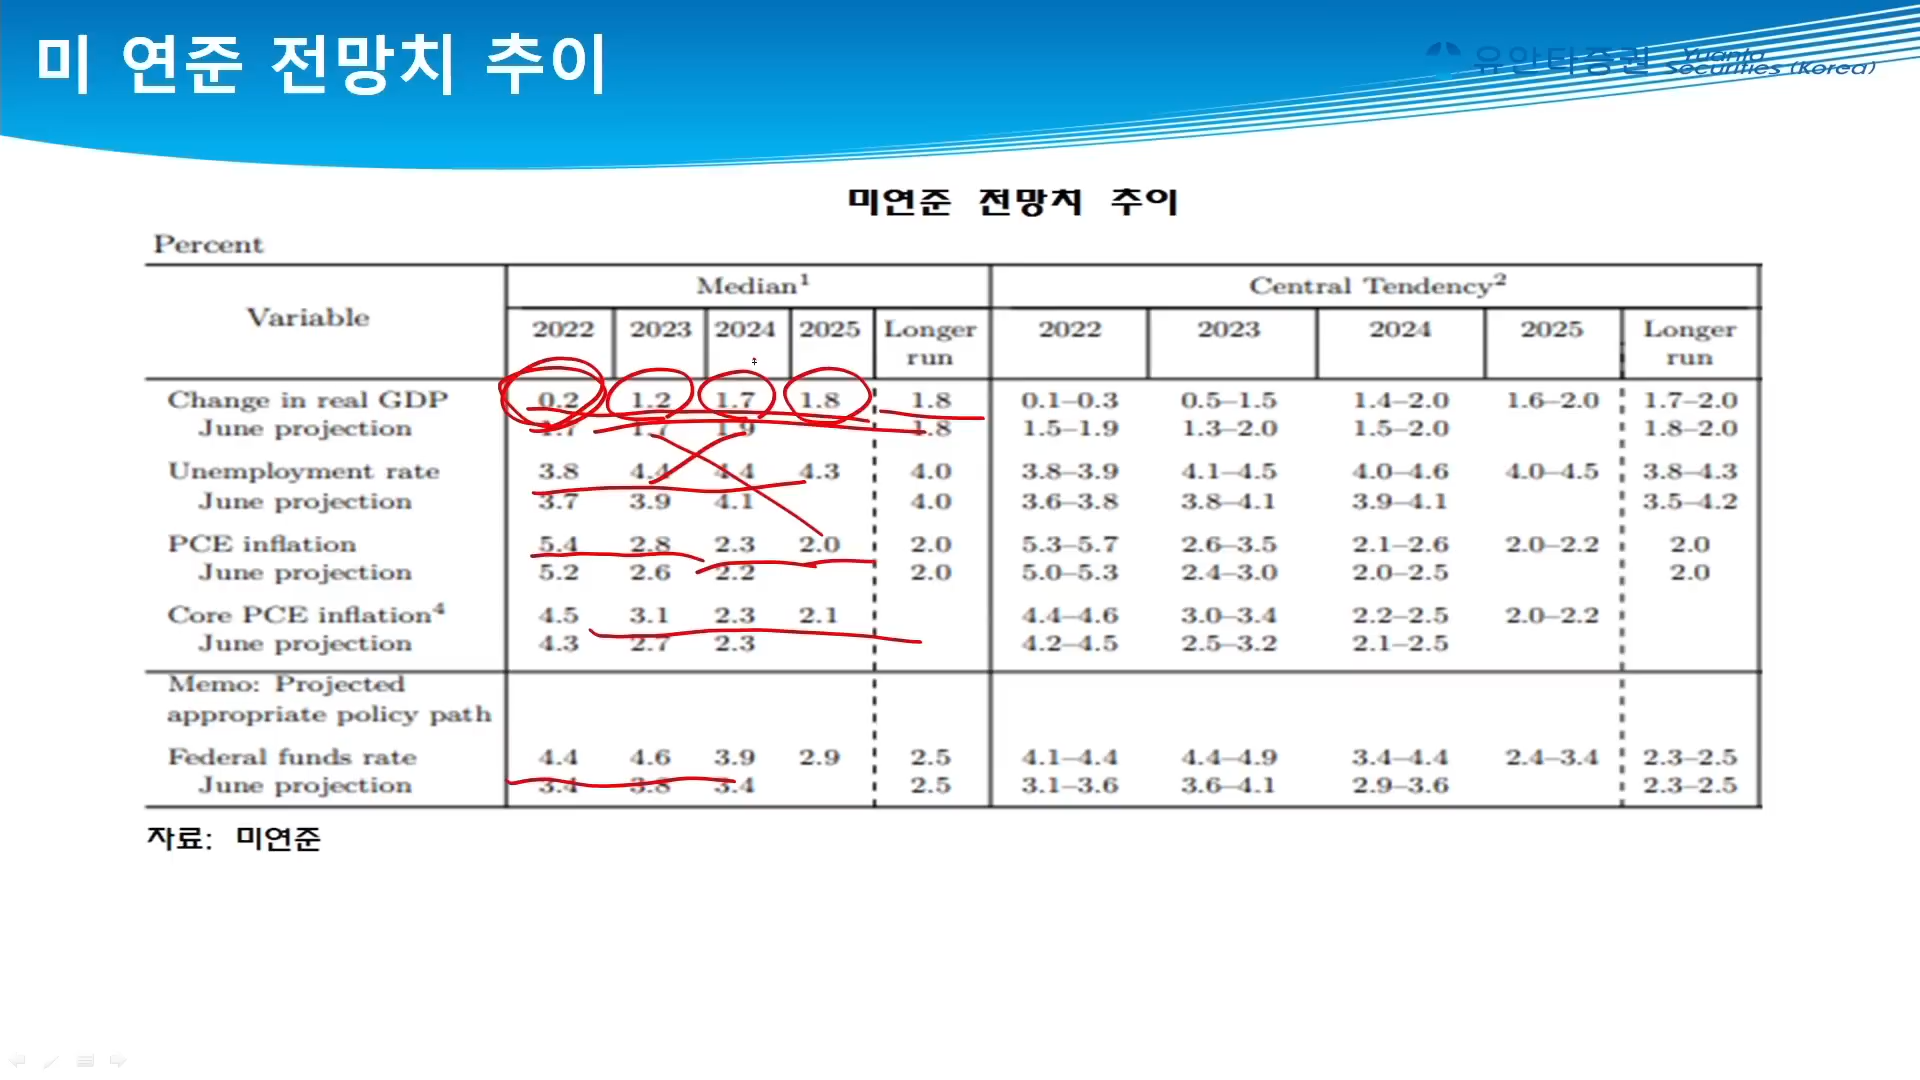 미 연준 전망치 추이
유안타증권 Yuanta Securities (Korea)
미연준 전망치 추이
Percent
Variable Median1 Central Tendency2
2022 2023 2024 2025 Longer run 2022 2023 2024 2025 Longer run
Change in real GDP 0.2 1.2 1.7 1.8 1.8 0.1–0.3 0.5–1.5 1.4–2.0 1.6–2.0 1.7–2.0
June projection 1.7 1.7 1.9 1.8 1.5–1.9 1.3–2.0 1.5–2.0 1.8–2.0
Unemployment rate 3.8 4.4 4.4 4.3 4.0 3.8–3.9 4.1–4.5 4.0–4.6 4.0–4.5 3.8–4.3
June projection 3.7 3.9 4.1 4.0 3.6–3.8 3.8–4.1 3.9–4.1 3.5–4.2
PCE inflation 5.4 2.8 2.3 2.0 2.0 5.3–5.7 2.6–3.5 2.1–2.6 2.0–2.2 2.0
June projection 5.2 2.6 2.2 2.0 5.0–5.3 2.4–3.0 2.0–2.5 2.0
Core PCE inflation4 4.5 3.1 2.3 2.1 4.4–4.6 3.0–3.4 2.2–2.5 2.0–2.2
June projection 4.3 2.7 2.3 4.2–4.5 2.5–3.2 2.1–2.5
Memo: Projected
appropriate policy path
Federal funds rate 4.4 4.6 3.9 2.9 2.5 4.1–4.4 4.4–4.9 3.4–4.4 2.4–3.4 2.3–2.5
June projection 3.4 3.8 3.4 2.5 3.1–3.6 3.6–4.1 2.9–3.6 2.3–2.5
자료: 미연준